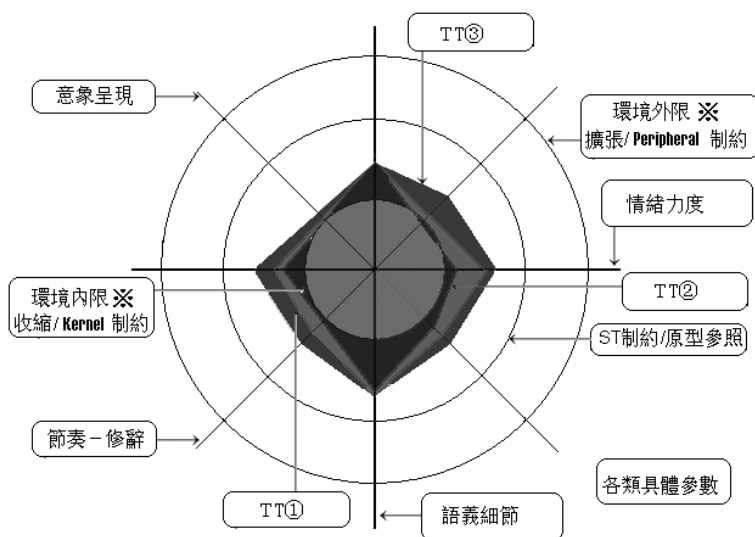 TT③
意象呈現
環境外限 ※
擴張/ Peripheral 制約
情緒力度
環境內限 ※
收縮/ Kernel 制約
TT②
ST制約/原型參照
節奏－修辭
各類具體參數
TT①
語義細節